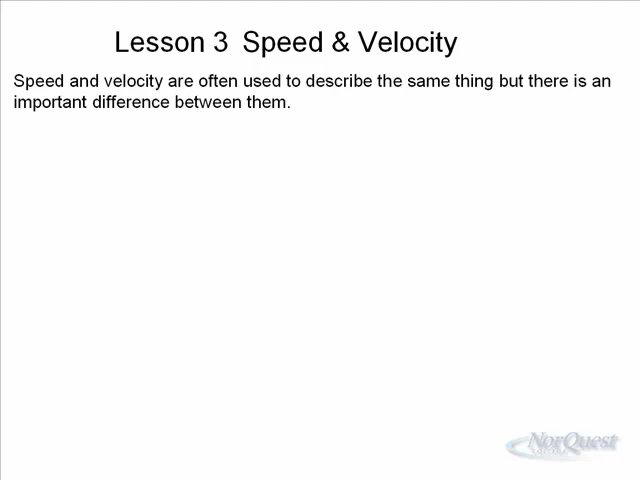 Lesson 3 Speed & Velocity
Speed and velocity are often used to describe the same thing but there is an
important difference between them.
NorQuest